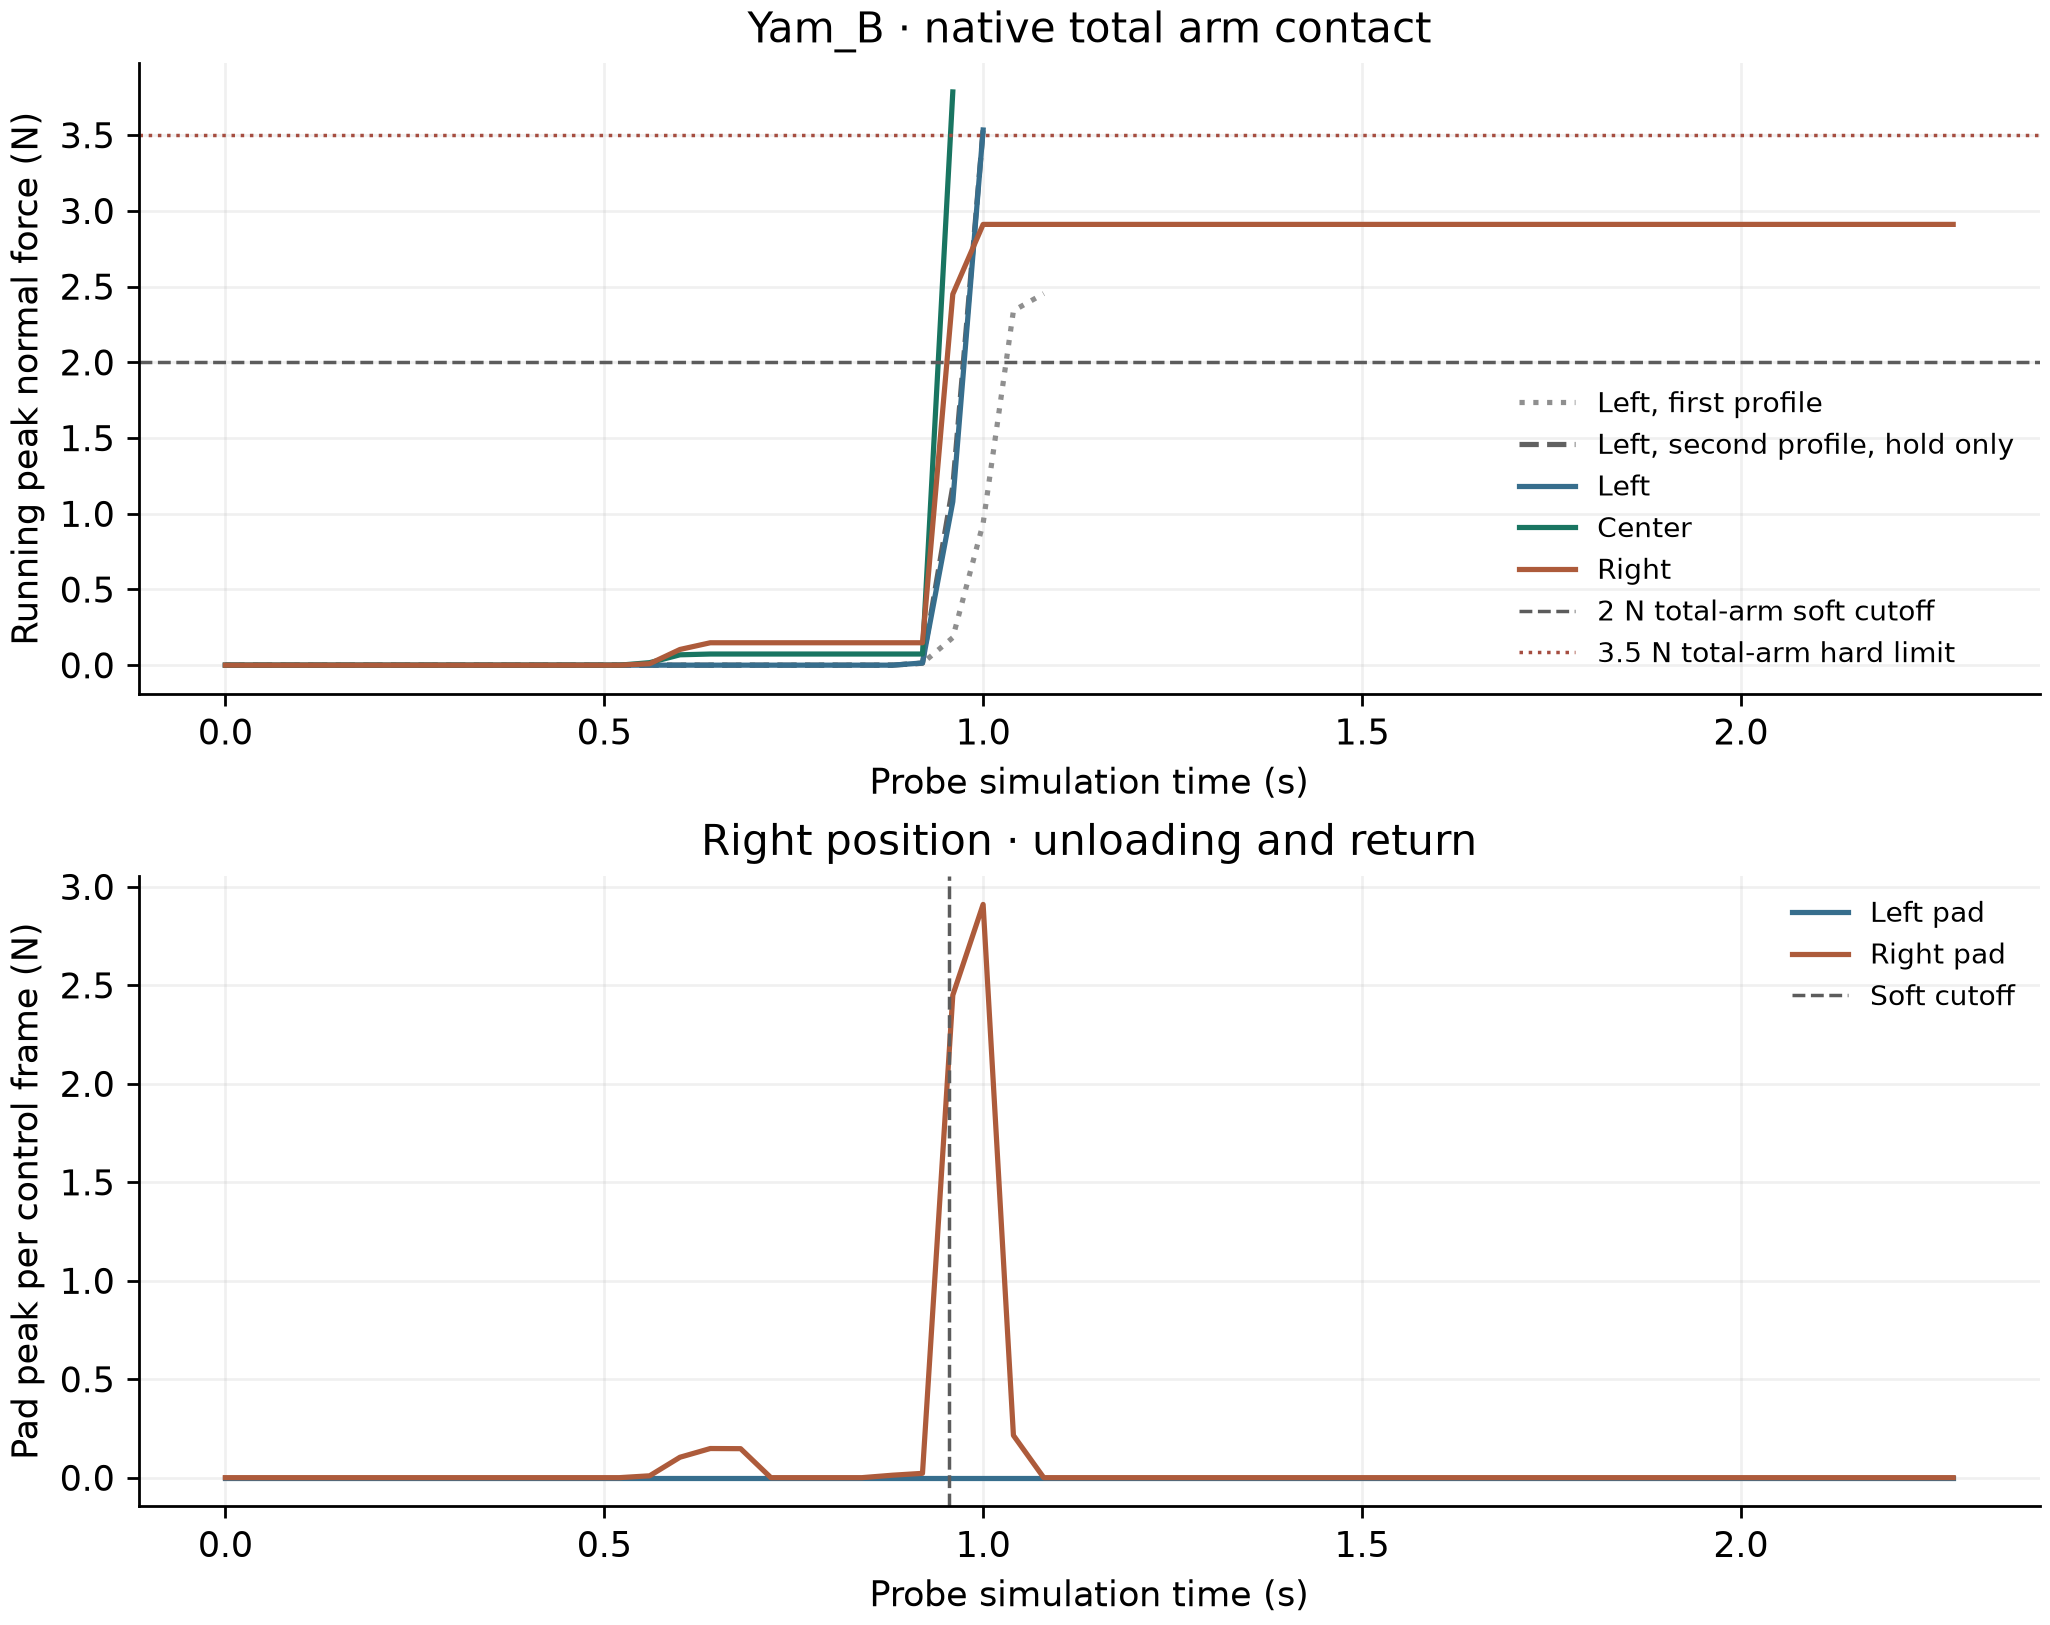 Yam_B · native total arm contact
Running peak normal force (N)
3.5
3.0
2.5
2.0
1.5
1.0
0.5
0.0
Left, first profile
Left, second profile, hold only
Left
Center
Right
2 N total-arm soft cutoff
3.5 N total-arm hard limit
0.0 0.5 1.0 1.5 2.0
Probe simulation time (s)
Right position · unloading and return
Pad peak per control frame (N)
3.0
2.5
2.0
1.5
1.0
0.5
0.0
Left pad
Right pad
Soft cutoff
0.0 0.5 1.0 1.5 2.0
Probe simulation time (s)